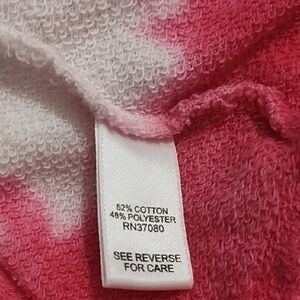 52% COTTON
48% POLYESTER
RN37080
SEE REVERSE
FOR CARE